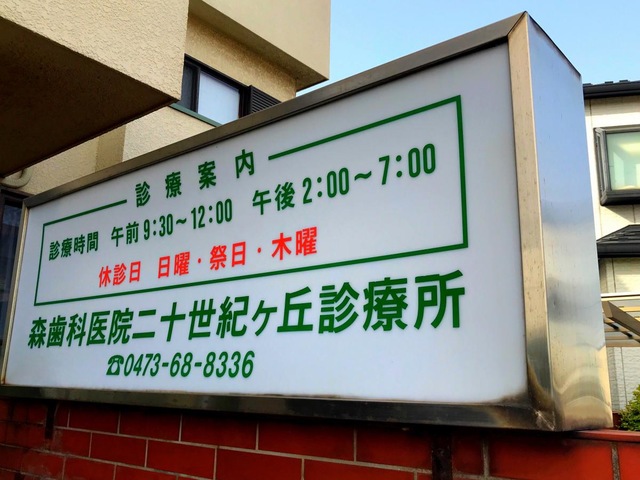 診療案内
診療時間 午前9:30～12:00 午後2:00～7:00
休診日 日曜・祭日・木曜
森歯科医院二十世紀ヶ丘診療所
☎0473-68-8336